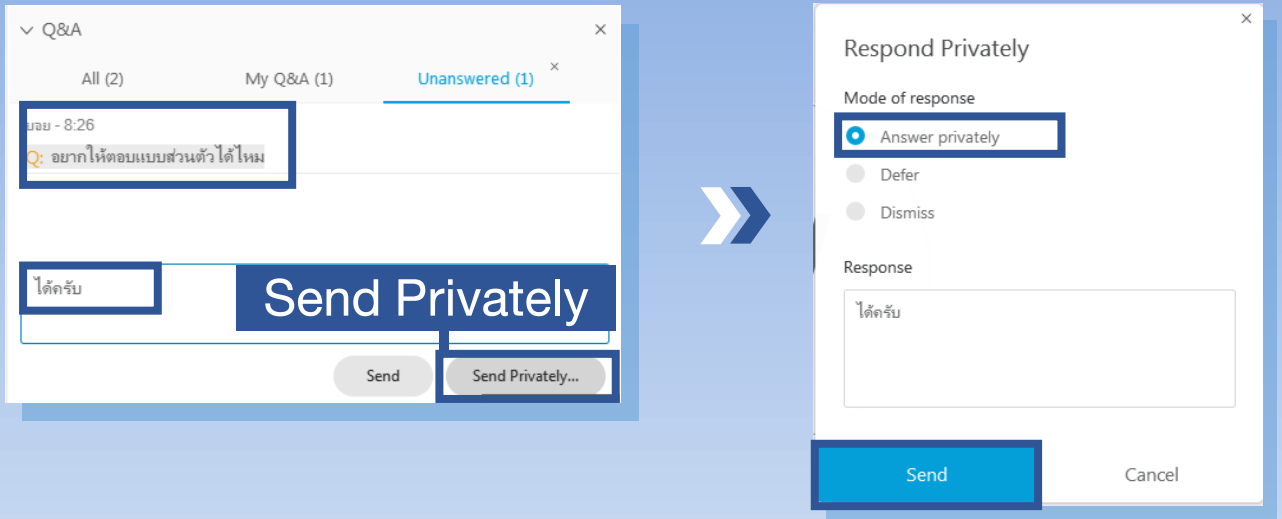 Q&A
All (2)
My Q&A (1)
Unanswered (1)
- 8:26
Q: อยากให้ตอบแบบส่วนตัวได้ไหม
ได้ครับ
Send Privately
Send
Send Privately...
Respond Privately
Mode of response
Answer privately
Defer
Dismiss
Response
ได้ครับ
Send
Cancel